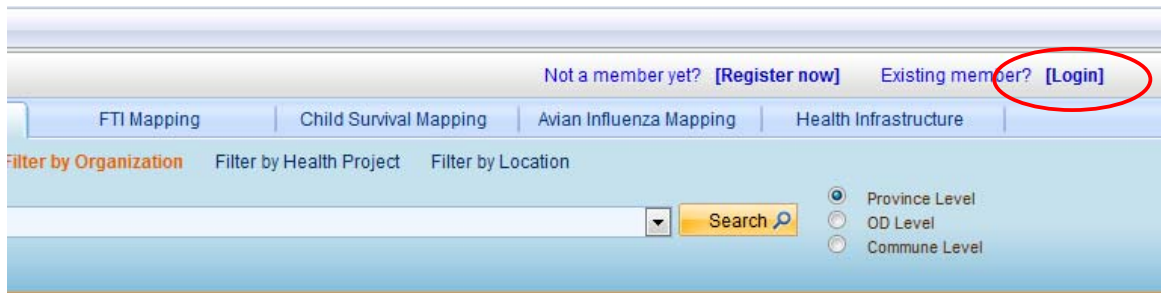 Not a member yet? [Register now] Existing member? [Login]
FTI Mapping Child Survival Mapping Avian Influenza Mapping Health Infrastructure
Filter by Organization Filter by Health Project Filter by Location
Search
Province Level
OD Level
Commune Level